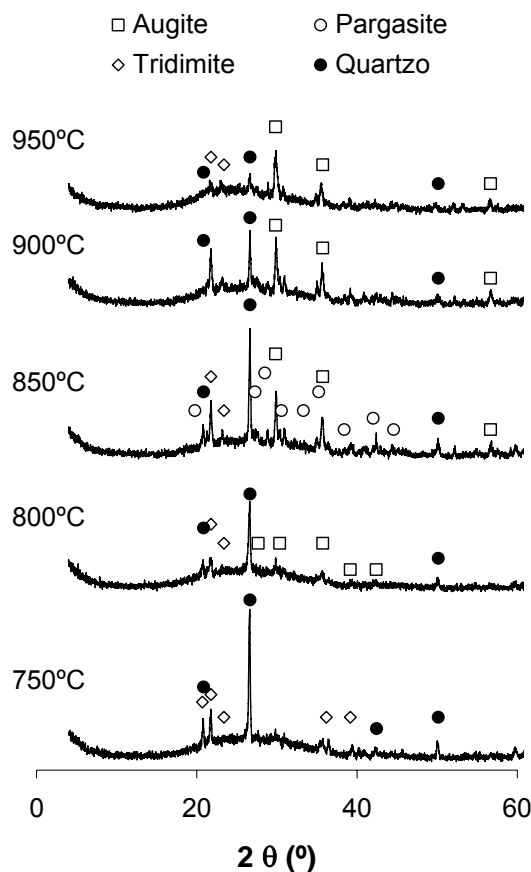 Augite Pargasite
Tridimite Quartzo
950ºC
900ºC
850ºC
800ºC
750ºC
0 20 40 60
2 θ (º)